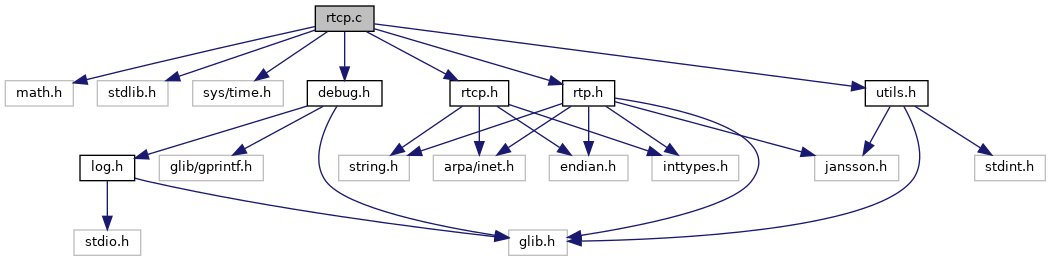 rtcp.c
math.h
stdlib.h
sys/time.h
debug.h
rtcp.h
rtp.h
utils.h
log.h
glib/gprintf.h
string.h
arpa/inet.h
endian.h
inttypes.h
jansson.h
stdint.h
stdio.h
glib.h